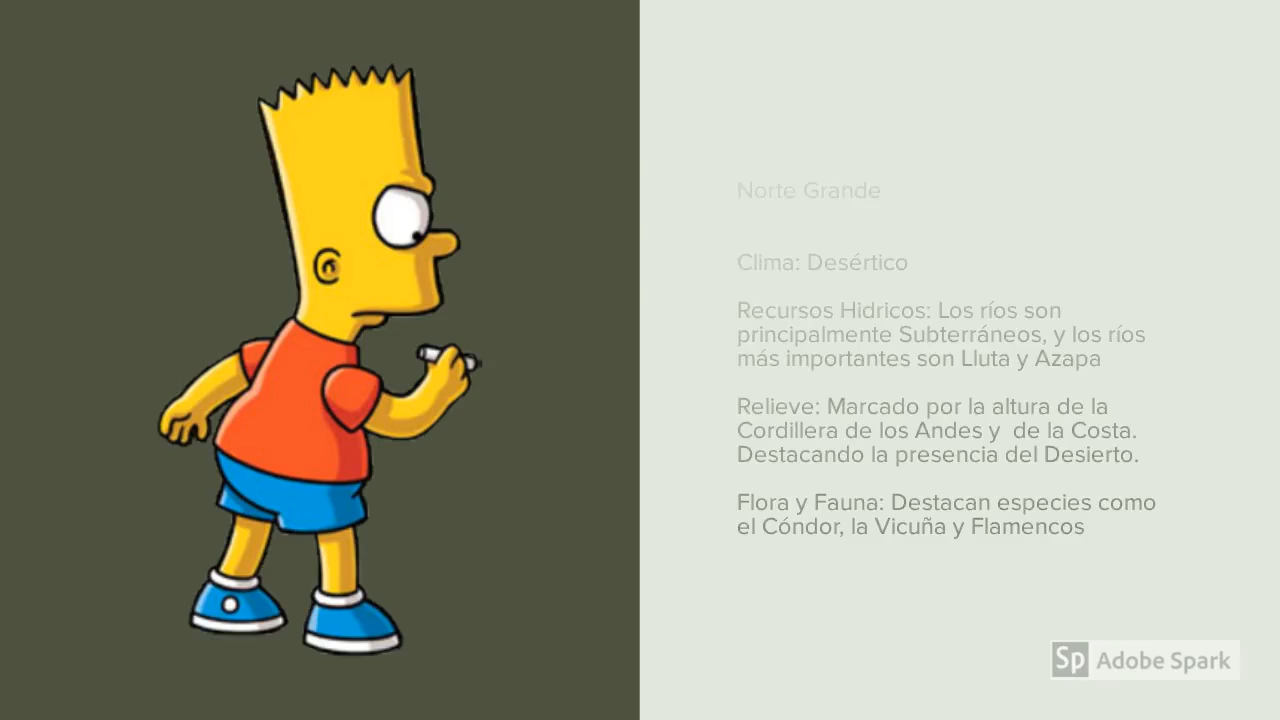 Norte Grande
Clima: Desértico
Recursos Hidricos: Los ríos son
principalmente Subterráneos, y los ríos
más importantes son Lluta y Azapa
Relieve: Marcado por la altura de la
Cordillera de los Andes y  de la Costa.
Destacando la presencia del Desierto.
Flora y Fauna: Destacan especies como
el Cóndor, la Vicuña y Flamencos
Sp Adobe Spark